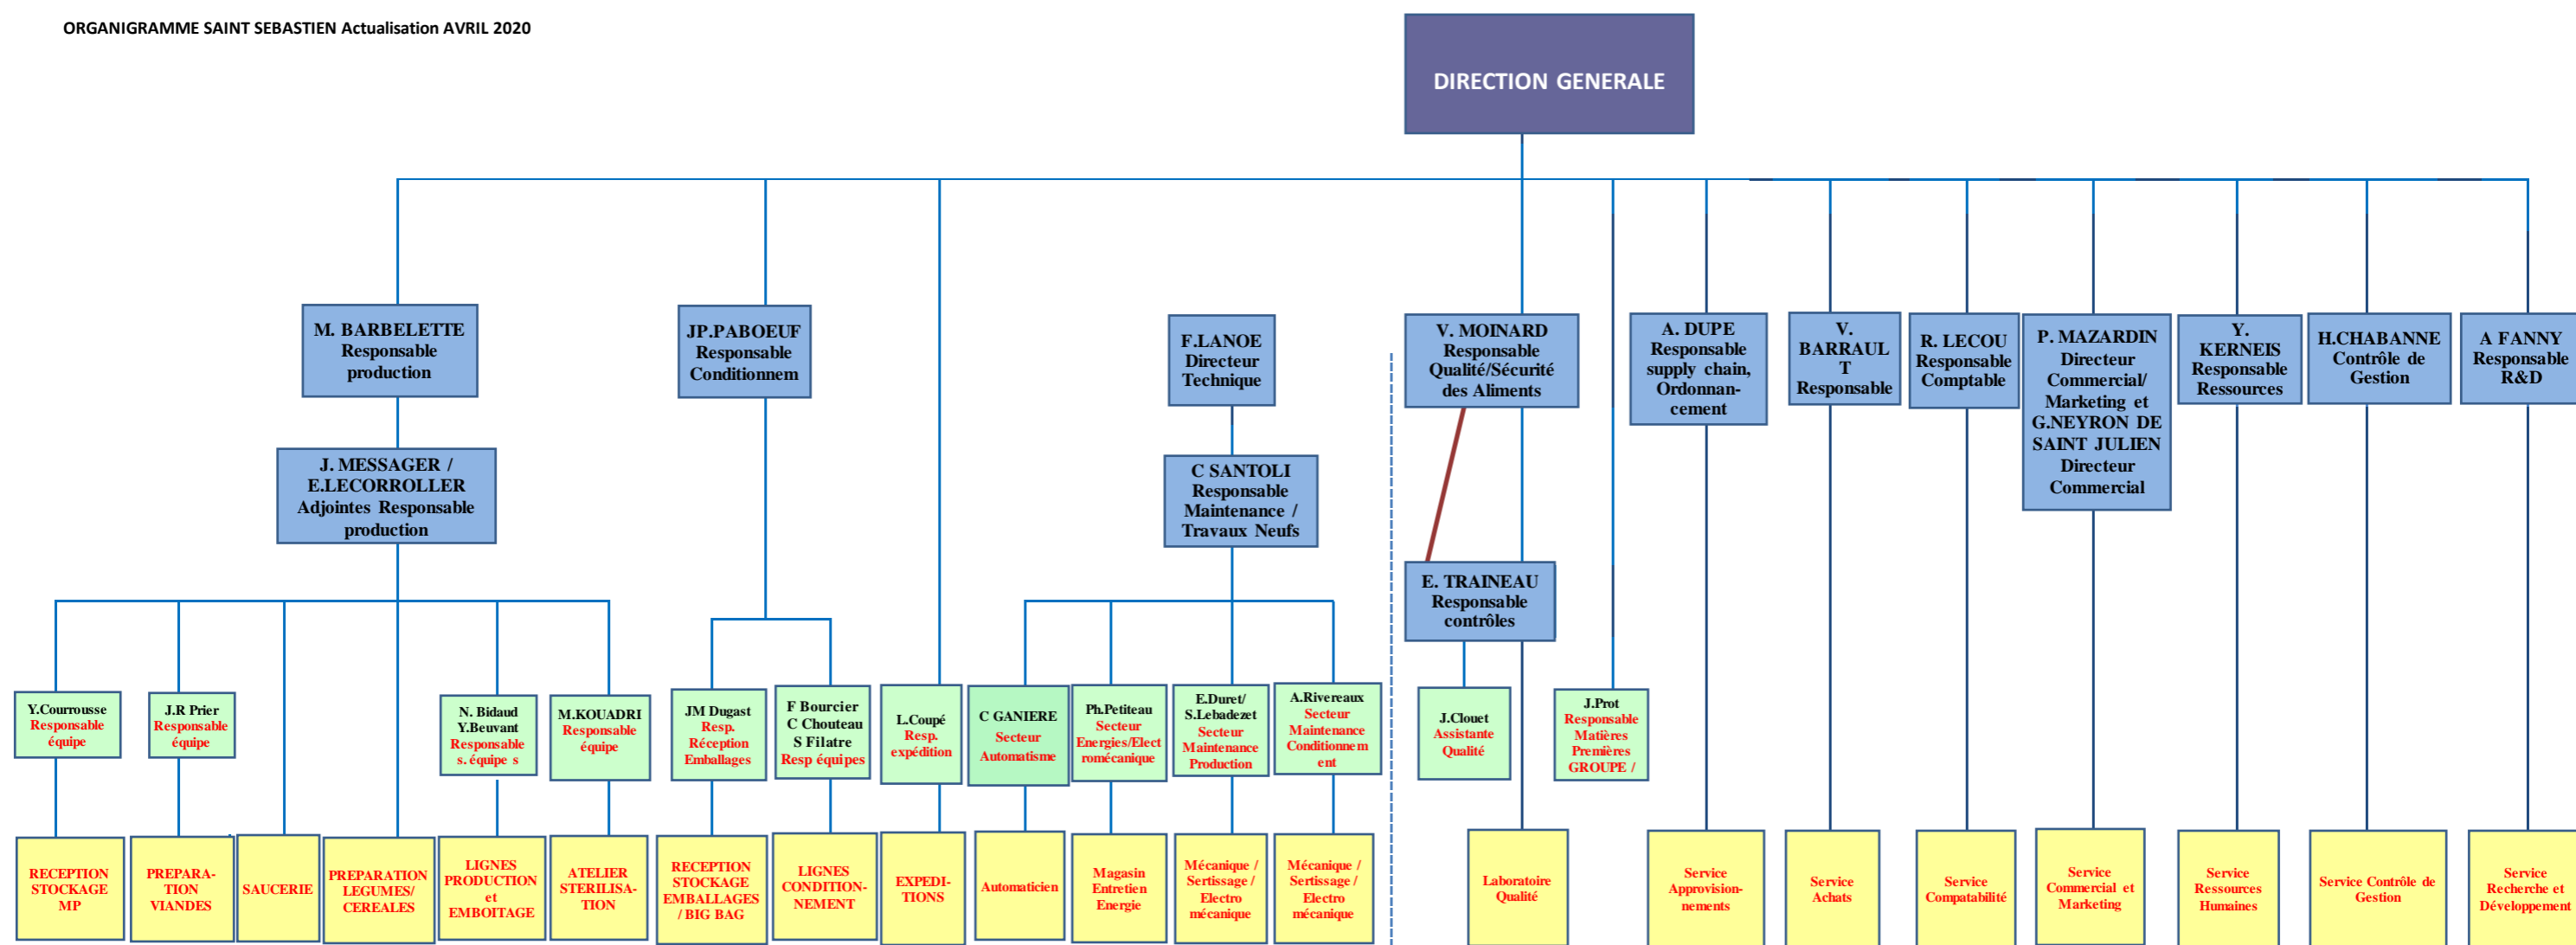 ORGANIGRAMME SAINT SEBASTIEN Actualisation AVRIL 2020
DIRECTION GENERALE
M. BARBELETTE
Responsable
production
JP.PABOEUF
Responsable
Conditionnem
F.LANOE
Directeur
Technique
V. MOINARD
Responsable
Qualité/Sécurité
des Aliments
A. DUPE
Responsable
supply chain,
Ordonnan-
cement
V.
BARRAUL
T
Responsable
R. LECOU
Responsable
Comptable
P. MAZARDIN
Directeur
Commercial/
Marketing et
G.NEYRON DE
SAINT JULIEN
Directeur
Commercial
Y.
KERNEIS
Responsable
Ressources
H.CHABANNE
Contrôle de
Gestion
A FANNY
Responsable
R&D
J. MESSAGER /
E.LECORROLLER
Adjointes Responsable
production
C SANTOLI
Responsable
Maintenance /
Travaux Neufs
E. TRAINEAU
Responsable
contrôles
Y.Courrousse
Responsable
équipe
J.R Prier
Responsable
équipe
N. Bidaud
Y.Beuvant
Responsable
s. équipe s
M.KOUADRI
Responsable
équipe
JM Dugast
Resp.
Réception
Emballages
F Bourcier
C Chouteau
S Filatre
Resp équipes
L.Coupé
Resp.
expédition
C GANIERE
Secteur
Automatisme
Ph.Petiteau
Secteur
Energies/Elect
romécanique
E.Duret/
S.Lebadezet
Secteur
Maintenance
Production
A.Rivereaux
Secteur
Maintenance
Conditionnem
ent
J.Clouet
Assistante
Qualité
J.Prot
Responsable
Matières
Premières
GROUPE /
RECEPTION
STOCKAGE
MP
PREPARA-
TION
VIANDES
SAUCERIE
PREPARATION
LEGUMES/
CEREALES
LIGNES
PRODUCTION
et
EMBOITAGE
ATELIER
STERILISA-
TION
RECEPTION
STOCKAGE
EMBALLAGES
/ BIG BAG
LIGNES
CONDITION-
NEMENT
EXPEDI-
TIONS
Automaticien
Magasin
Entretien
Energie
Mécanique /
Sertissage /
Electro
mécanique
Mécanique /
Sertissage /
Electro
mécanique
Laboratoire
Qualité
Service
Approvision-
nements
Service
Achats
Service
Compatabilité
Service
Commercial et
Marketing
Service
Ressources
Humaines
Service Contrôle de
Gestion
Service
Recherche et
Développement